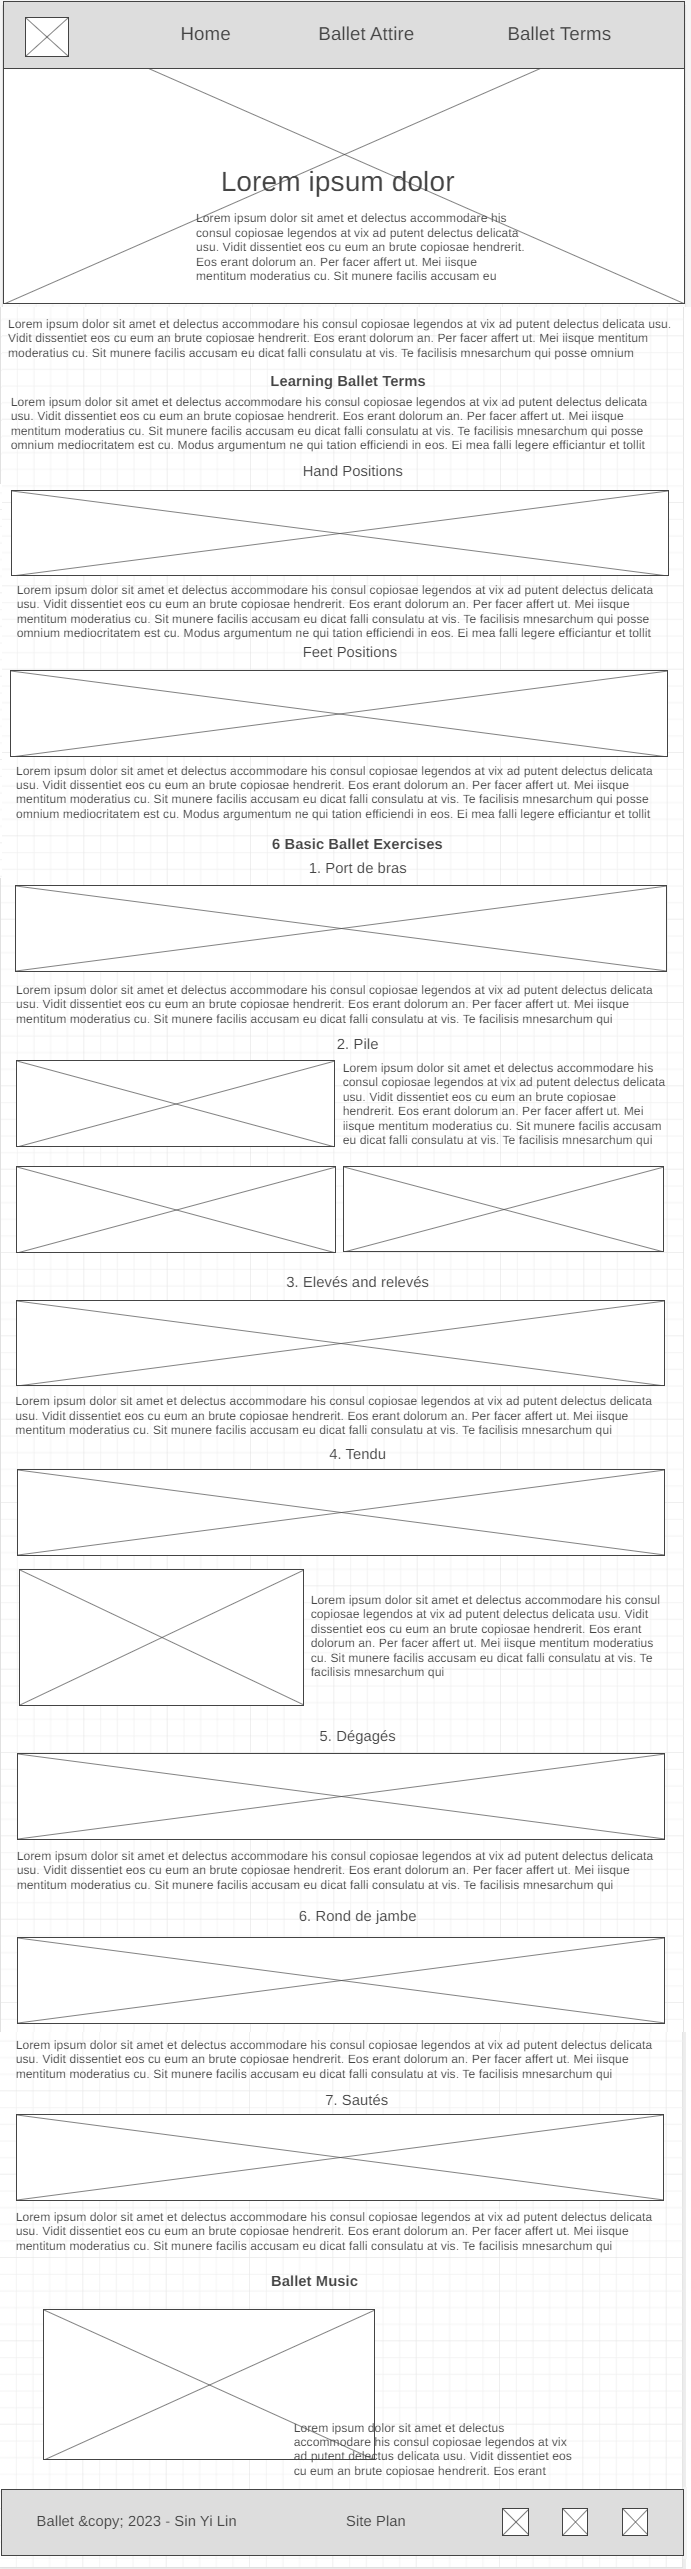 Home Ballet Attire Ballet Terms
Lorem ipsum dolor
Lorem ipsum dolor sit amet et delectus accommodare his
consul copiosae legendos at vix ad putent delectus delicata
usu. Vidit dissentiet eos cu eum an brute copiosae hendrerit.
Eos erant dolorum an. Per facer affert ut. Mei iisque
mentitum moderatius cu. Sit munere facilis accusam eu
Lorem ipsum dolor sit amet et delectus accommodare his consul copiosae legendos at vix ad putent delectus delicata usu.
Vidit dissentiet eos cu eum an brute copiosae hendrerit. Eos erant dolorum an. Per facer affert ut. Mei iisque mentitum
moderatius cu. Sit munere facilis accusam eu dicat falli consulatu at vis. Te facilisis mnesarchum qui posse omnium
Learning Ballet Terms
Lorem ipsum dolor sit amet et delectus accommodare his consul copiosae legendos at vix ad putent delectus delicata
usu. Vidit dissentiet eos cu eum an brute copiosae hendrerit. Eos erant dolorum an. Per facer affert ut. Mei iisque
mentitum moderatius cu. Sit munere facilis accusam eu dicat falli consulatu at vis. Te facilisis mnesarchum qui posse
omnium mediocritatem est cu. Modus argumentum ne qui tation efficiendi in eos. Ei mea falli legere efficiantur et tollit
Hand Positions
Lorem ipsum dolor sit amet et delectus accommodare his consul copiosae legendos at vix ad putent delectus delicata
usu. Vidit dissentiet eos cu eum an brute copiosae hendrerit. Eos erant dolorum an. Per facer affert ut. Mei iisque
mentitum moderatius cu. Sit munere facilis accusam eu dicat falli consulatu at vis. Te facilisis mnesarchum qui posse
omnium mediocritatem est cu. Modus argumentum ne qui tation efficiendi in eos. Ei mea falli legere efficiantur et tollit
Feet Positions
Lorem ipsum dolor sit amet et delectus accommodare his consul copiosae legendos at vix ad putent delectus delicata
usu. Vidit dissentiet eos cu eum an brute copiosae hendrerit. Eos erant dolorum an. Per facer affert ut. Mei iisque
mentitum moderatius cu. Sit munere facilis accusam eu dicat falli consulatu at vis. Te facilisis mnesarchum qui posse
omnium mediocritatem est cu. Modus argumentum ne qui tation efficiendi in eos. Ei mea falli legere efficiantur et tollit
6 Basic Ballet Exercises
1. Port de bras
Lorem ipsum dolor sit amet et delectus accommodare his consul copiosae legendos at vix ad putent delectus delicata
usu. Vidit dissentiet eos cu eum an brute copiosae hendrerit. Eos erant dolorum an. Per facer affert ut. Mei iisque
mentitum moderatius cu. Sit munere facilis accusam eu dicat falli consulatu at vis. Te facilisis mnesarchum qui
2. Pile
Lorem ipsum dolor sit amet et delectus accommodare his
consul copiosae legendos at vix ad putent delectus delicata
usu. Vidit dissentiet eos cu eum an brute copiosae
hendrerit. Eos erant dolorum an. Per facer affert ut. Mei
iisque mentitum moderatius cu. Sit munere facilis accusam
eu dicat falli consulatu at vis. Te facilisis mnesarchum qui
3. Elevés and relevés
Lorem ipsum dolor sit amet et delectus accommodare his consul copiosae legendos at vix ad putent delectus delicata
usu. Vidit dissentiet eos cu eum an brute copiosae hendrerit. Eos erant dolorum an. Per facer affert ut. Mei iisque
mentitum moderatius cu. Sit munere facilis accusam eu dicat falli consulatu at vis. Te facilisis mnesarchum qui
4. Tendu
Lorem ipsum dolor sit amet et delectus accommodare his consul
copiosae legendos at vix ad putent delectus delicata usu. Vidit
dissentiet eos cu eum an brute copiosae hendrerit. Eos erant
dolorum an. Per facer affert ut. Mei iisque mentitum moderatius
cu. Sit munere facilis accusam eu dicat falli consulatu at vis. Te
facilisis mnesarchum qui
5. Dégagés
Lorem ipsum dolor sit amet et delectus accommodare his consul copiosae legendos at vix ad putent delectus delicata
usu. Vidit dissentiet eos cu eum an brute copiosae hendrerit. Eos erant dolorum an. Per facer affert ut. Mei iisque
mentitum moderatius cu. Sit munere facilis accusam eu dicat falli consulatu at vis. Te facilisis mnesarchum qui
6. Rond de jambe
Lorem ipsum dolor sit amet et delectus accommodare his consul copiosae legendos at vix ad putent delectus delicata
usu. Vidit dissentiet eos cu eum an brute copiosae hendrerit. Eos erant dolorum an. Per facer affert ut. Mei iisque
mentitum moderatius cu. Sit munere facilis accusam eu dicat falli consulatu at vis. Te facilisis mnesarchum qui
7. Sautés
Lorem ipsum dolor sit amet et delectus accommodare his consul copiosae legendos at vix ad putent delectus delicata
usu. Vidit dissentiet eos cu eum an brute copiosae hendrerit. Eos erant dolorum an. Per facer affert ut. Mei iisque
mentitum moderatius cu. Sit munere facilis accusam eu dicat falli consulatu at vis. Te facilisis mnesarchum qui
Ballet Music
Lorem ipsum dolor sit amet et delectus
accommodare his consul copiosae legendos at vix
ad putent delectus delicata usu. Vidit dissentiet eos
cu eum an brute copiosae hendrerit. Eos erant
Ballet &copy; 2023 - Sin Yi Lin Site Plan